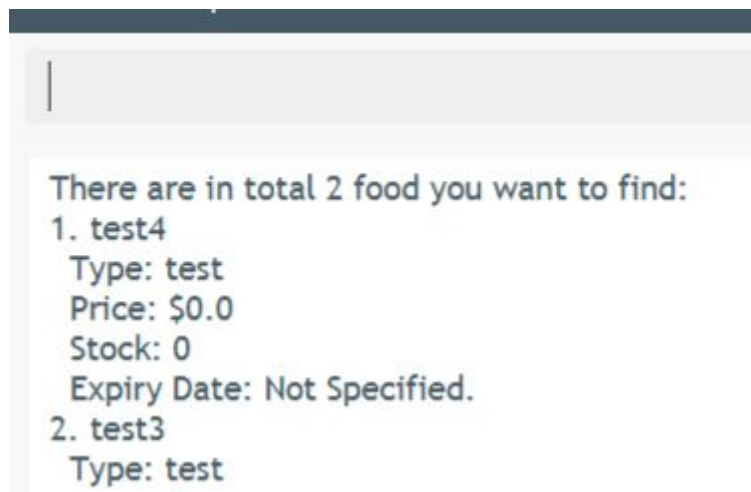 There are in total 2 food you want to find:
1. test4
Type: test
Price: $0.0
Stock: 0
Expiry Date: Not Specified.
2. test3
Type: test